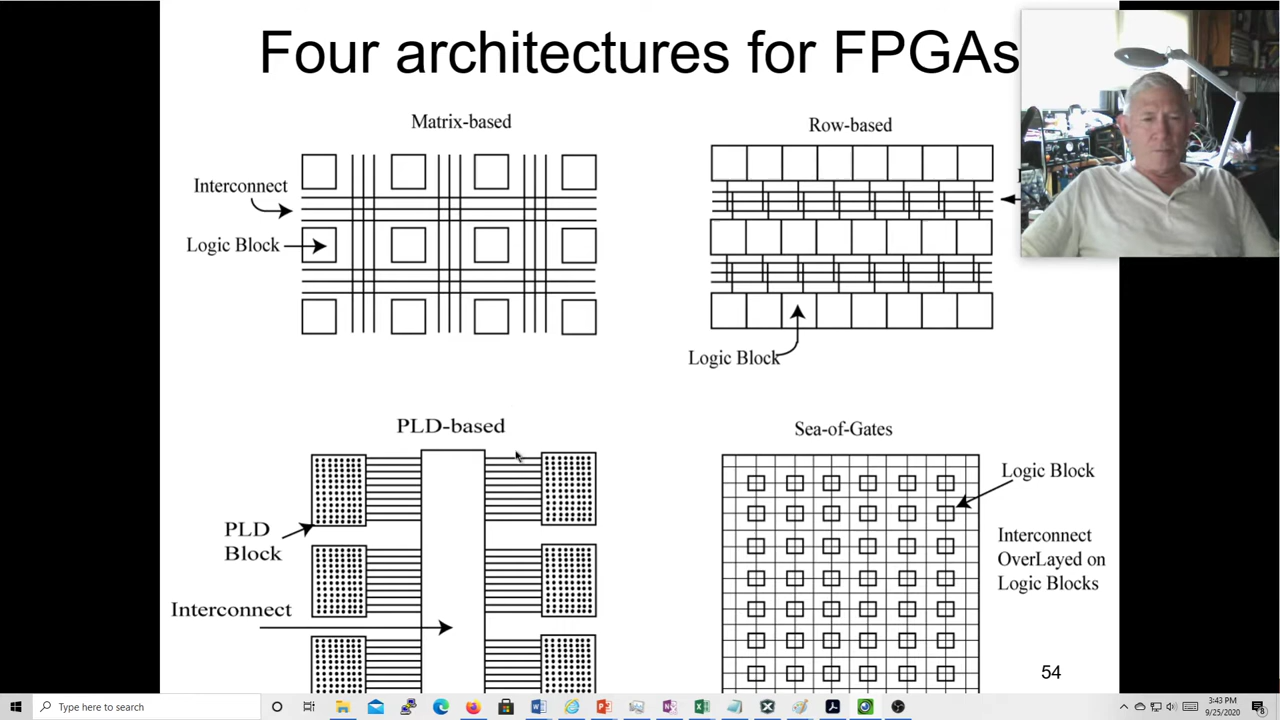 Four architectures for FPGAs
Matrix-based
Row-based
Interconnect
Logic Block
Logic Block
PLD-based
Sea-of-Gates
Logic Block
PLD
Block
Interconnect
OverLayed on
Logic Blocks
Interconnect
54
Type here to search
3:43 PM
9/25/2020